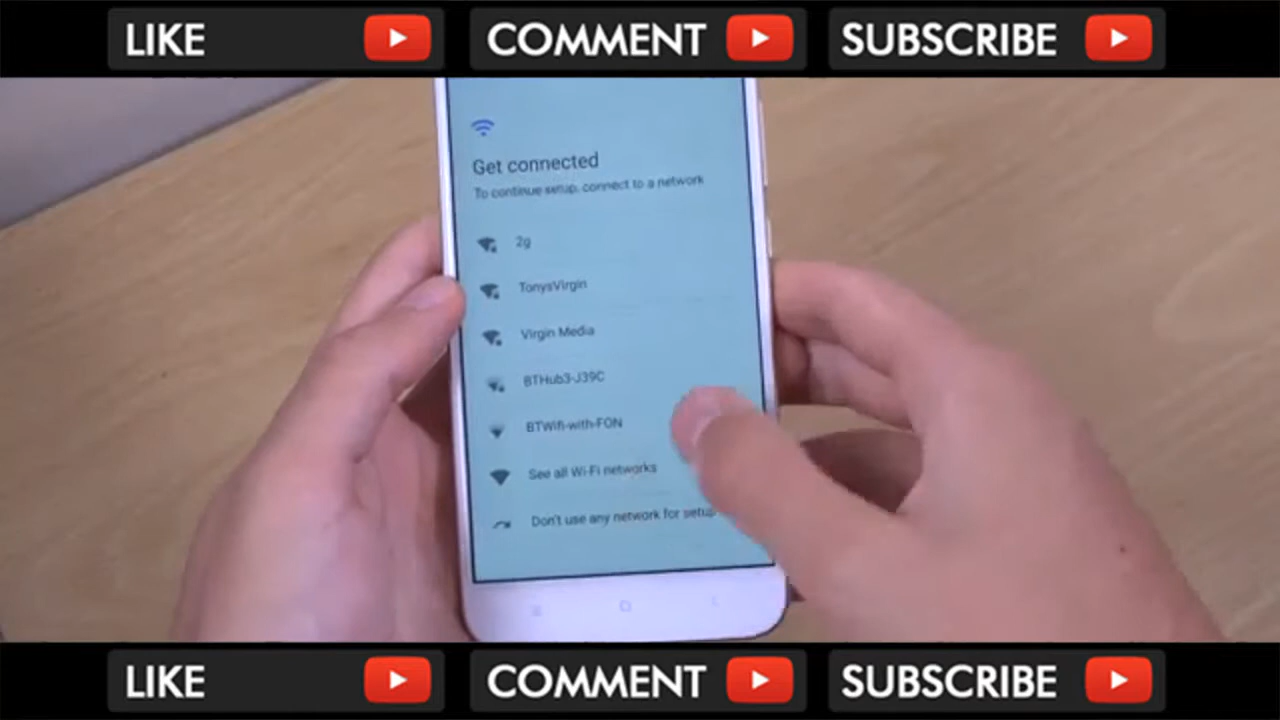 LIKE COMMENT SUBSCRIBE
Get connected
To continue setup, connect to a network
2g
TonysVirgin
Virgin Media
BTHub3-J39C
BTWifi-with-FON
See all Wi-Fi networks
Don't use any network for setup
LIKE COMMENT SUBSCRIBE